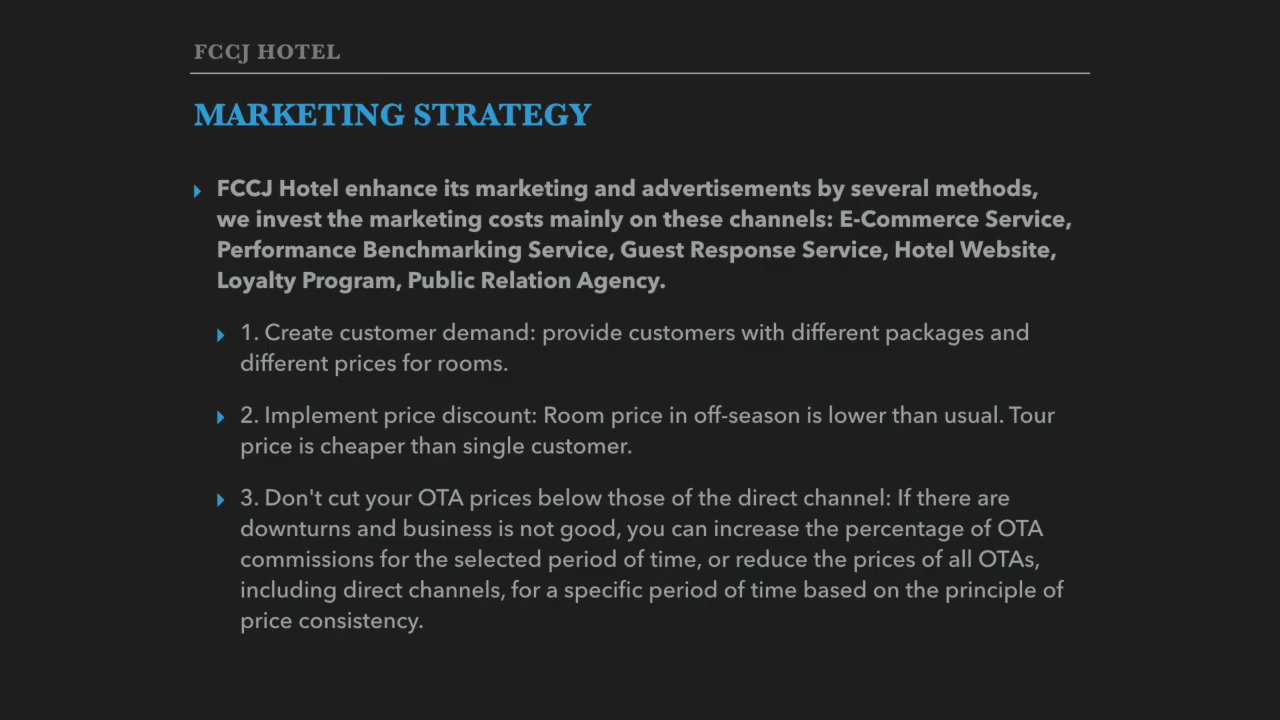 FCCJ HOTEL
MARKETING STRATEGY
FCCJ Hotel enhance its marketing and advertisements by several methods,
we invest the marketing costs mainly on these channels: E-Commerce Service,
Performance Benchmarking Service, Guest Response Service, Hotel Website,
Loyalty Program, Public Relation Agency.
1. Create customer demand: provide customers with different packages and
different prices for rooms.
2. Implement price discount: Room price in off-season is lower than usual. Tour
price is cheaper than single customer.
3. Don't cut your OTA prices below those of the direct channel: If there are
downturns and business is not good, you can increase the percentage of OTA
commissions for the selected period of time, or reduce the prices of all OTAs,
including direct channels, for a specific period of time based on the principle of
price consistency.